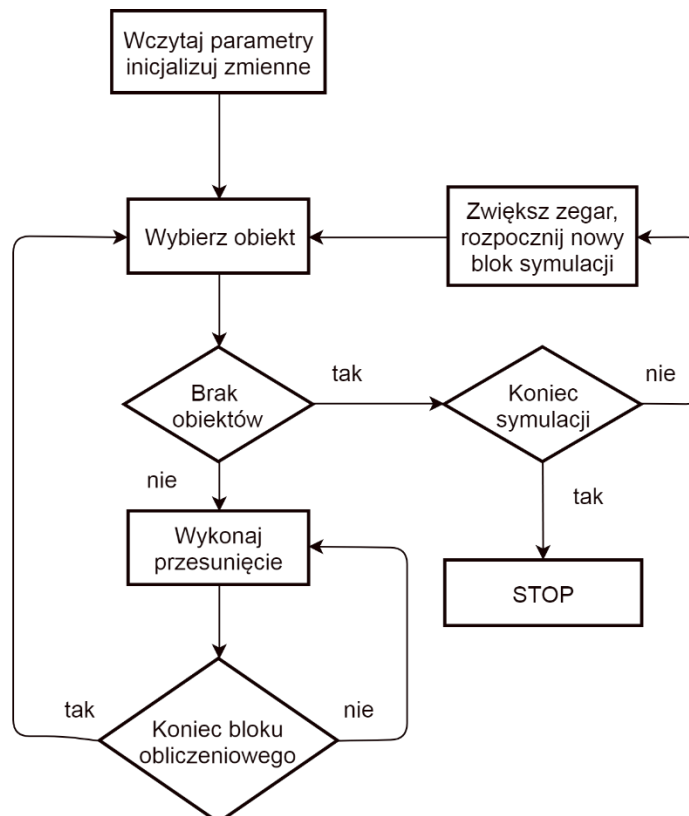 Wczytaj parametry
inicjalizuj zmienne
Wybierz obiekt
Zwiększ zegar,
rozpocznij nowy
blok symulacji
Brak
obiektów
tak
Koniec
symulacji
nie
nie
tak
Wykonaj
przesunięcie
STOP
tak
Koniec bloku
obliczeniowego
nie